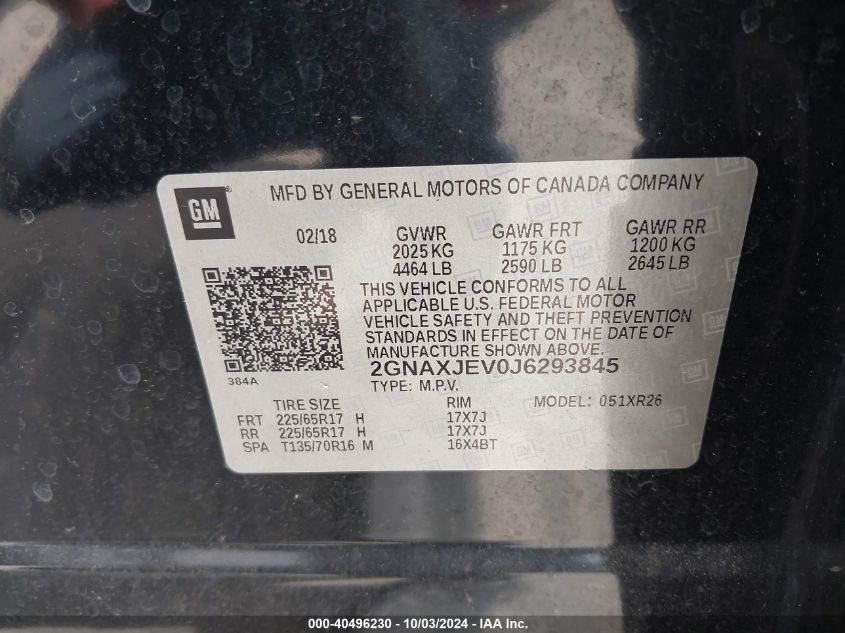 GM
MFD BY GENERAL MOTORS OF CANADA COMPANY
02/18 GVWR GAWR FRT GAWR RR
2025 KG 1175 KG 1200 KG
4464 LB 2590 LB 2645 LB
THIS VEHICLE CONFORMS TO ALL
APPLICABLE U.S. FEDERAL MOTOR
VEHICLE SAFETY AND THEFT PREVENTION
STANDARDS IN EFFECT ON THE DATE OF
MANUFACTURE SHOWN ABOVE.
2GNAXJEV0J6293845
384A
TYPE: M.P.V.
TIRE SIZE RIM MODEL: 051XR26
FRT 225/65R17 H 17X7J
RR 225/65R17 H 17X7J
SPA T135/70R16 M 16X4BT
000-40496230 - 10/03/2024 - IAA Inc.